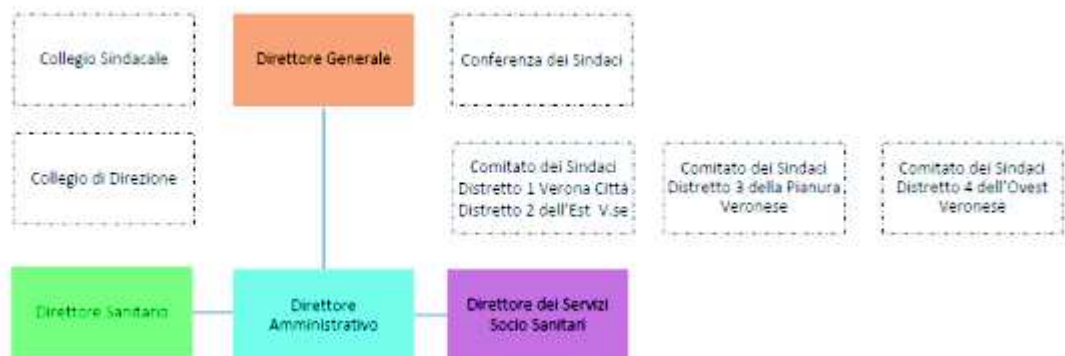 Collegio Sindacale
Direttore Generale
Conferenza dei Sindaci
Collegio di Direzione
Comitato dei Sindaci
Distretto 1 Verona Città
Distretto 2 dell'Est V.se
Comitato dei Sindaci
Distretto 3 della Pianura
Veronese
Comitato dei Sindaci
Distretto 4 dell'Ovest
Veronese
Direttore Sanitario
Direttore
Amministrativo
Direttore dei Servizi
Socio Sanitari